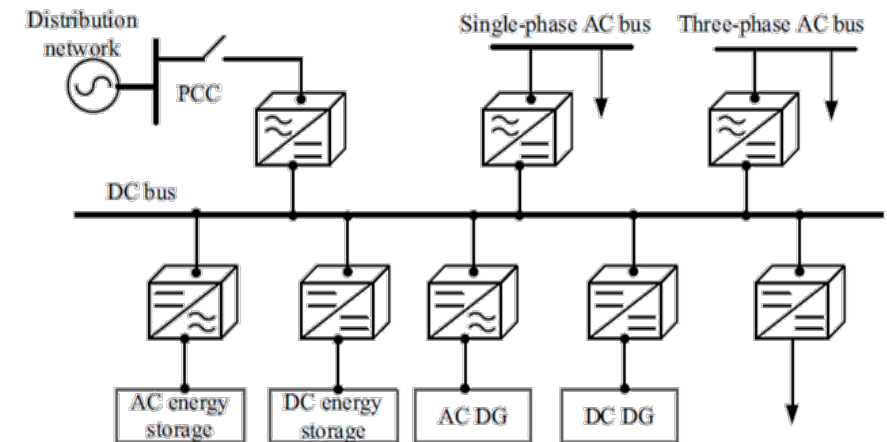 Distribution
network
Single-phase AC bus
Three-phase AC bus
PCC
DC bus
AC energy
storage
DC energy
storage
AC DG
DC DG